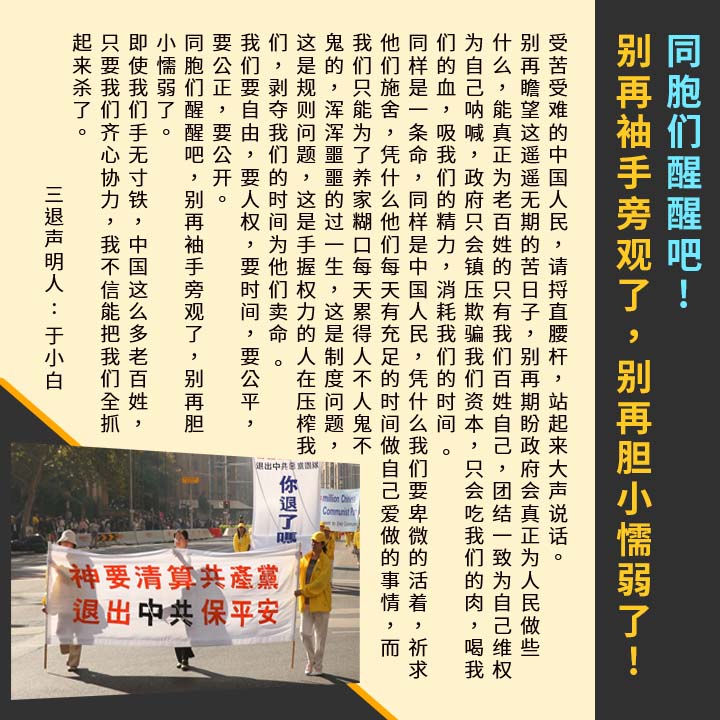 同胞们醒醒吧！
别再袖手旁观了，别再胆小懦弱了！
受苦受难的中国人民，请捋直腰杆，站起来大声说话。
别再瞻望这遥遥无期的苦日子，别再期盼政府会真正为人民做些
什么，能真正为老百姓的只有我们百姓自己，团结一致为自己维权
为自己呐喊，政府只会镇压欺骗我们资本，只会吃我们的肉，喝我
们的血，吸我们的精力，消耗我们的时间。
同样是一条命，同样是中国人民，凭什么我们要卑微的活着，祈求
他们施舍，凭什么他们每天有充足的时间做自己爱做的事情，而
我们只能为了养家糊口每天累得人不人鬼不
鬼的，浑浑噩噩的过一生，这是制度问题，
这是规则问题，这是手握权力的人在压榨我
们，剥夺我们的时间为他们卖命。
我们要自由，要人权，要时间，要公平，
要公正，要公开。
同胞们醒醒吧，别再袖手旁观了，别再胆
小懦弱了。
即使我们手无寸铁，中国这么多老百姓，
只要我们齐心协力，我不信能把我们全抓
起来杀了。
三退声明人：于小白
你退了嗎
million Chinese
Communist
神要清算共產黨
退出中共保平安